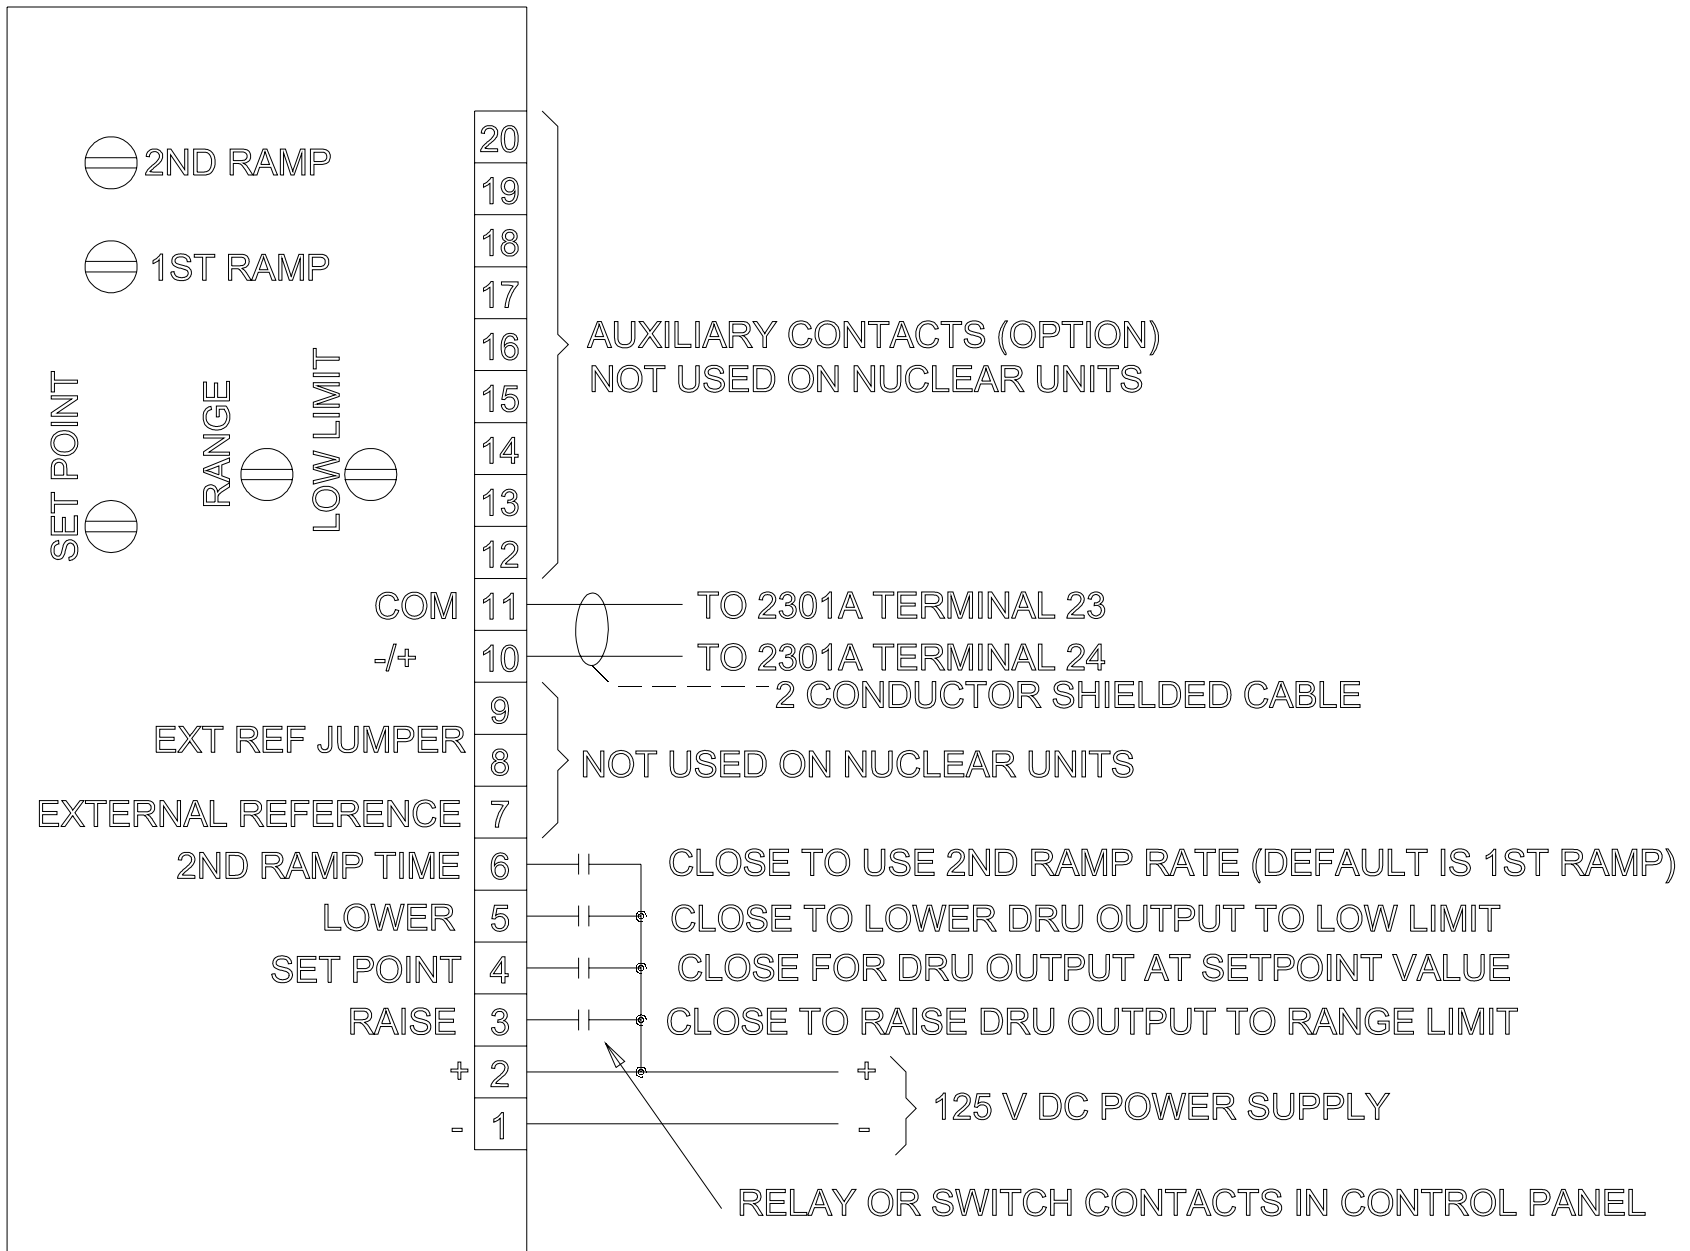 20
2ND RAMP
19
18
1ST RAMP
17
AUXILIARY CONTACTS (OPTION)
16
NOT USED ON NUCLEAR UNITS
15
SET POINT
RANGE
LOW LIMIT
14
13
12
COM 11 TO 2301A TERMINAL 23
-/+ 10 TO 2301A TERMINAL 24
2 CONDUCTOR SHIELDED CABLE
9
EXT REF JUMPER
8 NOT USED ON NUCLEAR UNITS
EXTERNAL REFERENCE 7
2ND RAMP TIME 6 CLOSE TO USE 2ND RAMP RATE (DEFAULT IS 1ST RAMP)
LOWER 5 CLOSE TO LOWER DRU OUTPUT TO LOW LIMIT
SET POINT 4 CLOSE FOR DRU OUTPUT AT SETPOINT VALUE
RAISE 3 CLOSE TO RAISE DRU OUTPUT TO RANGE LIMIT
+ 2 +
125 V DC POWER SUPPLY
- 1 -
RELAY OR SWITCH CONTACTS IN CONTROL PANEL